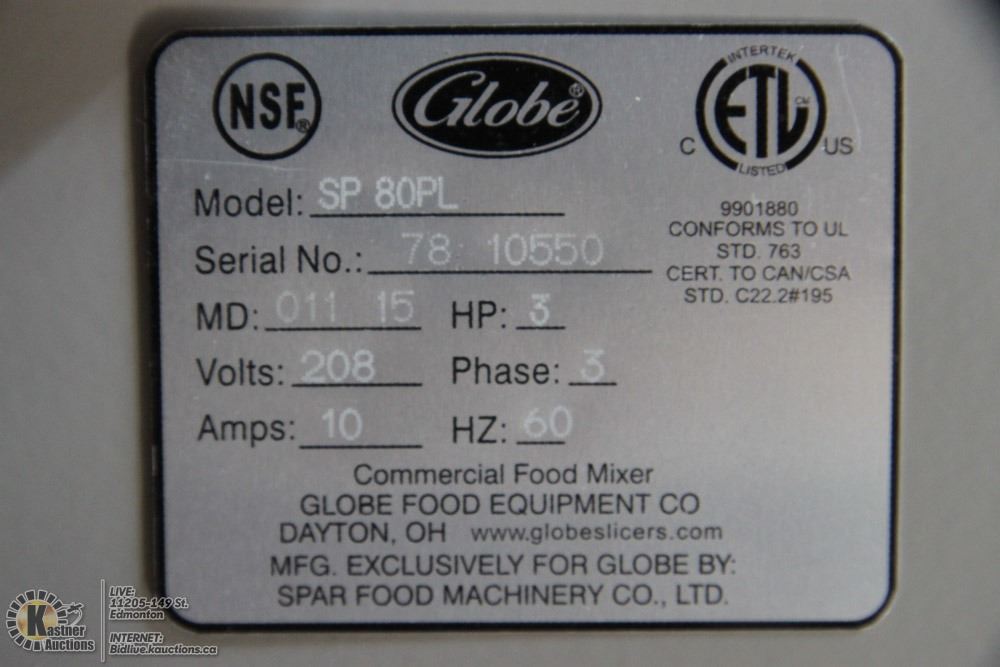 NSF®
Globe®
INTERTEK
ETL CM
C US
LISTED
Model: SP 80PL
Serial No.: 78 10550
MD: 011 15 HP: 3
Volts: 208 Phase: 3
Amps: 10 HZ: 60
9901880
CONFORMS TO UL
STD. 763
CERT. TO CAN/CSA
STD. C22.2#195
Commercial Food Mixer
GLOBE FOOD EQUIPMENT CO
DAYTON, OH www.globeslicers.com
MFG. EXCLUSIVELY FOR GLOBE BY:
SPAR FOOD MACHINERY CO., LTD.
Kastner
Auctions
LIVE:
11205-149 St.
Edmonton
INTERNET:
Bidlive.kauctions.ca